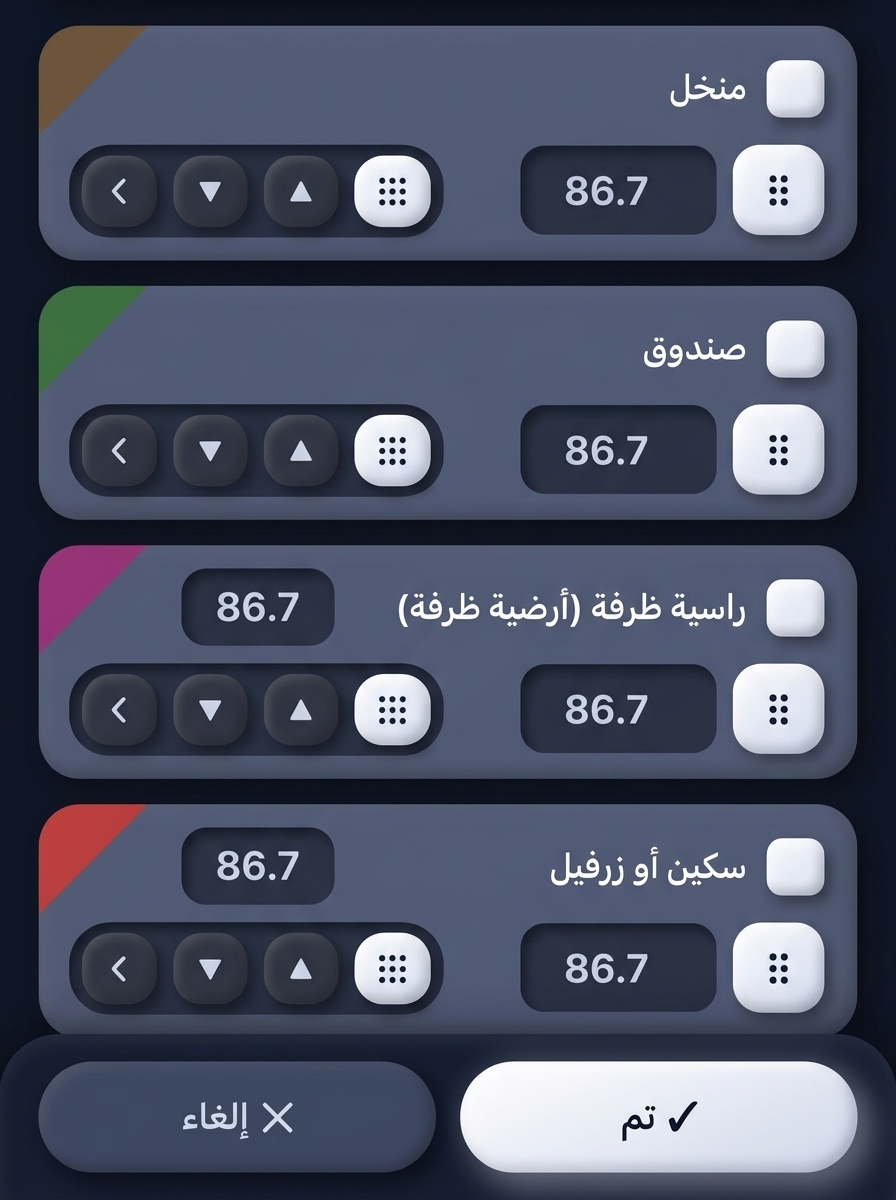 منخل
86.7
صندوق
86.7
راسية ظرفة (أرضية ظرفة) 86.7
86.7
سكين أو زرفيل 86.7
86.7
✓ تم
✕ إلغاء